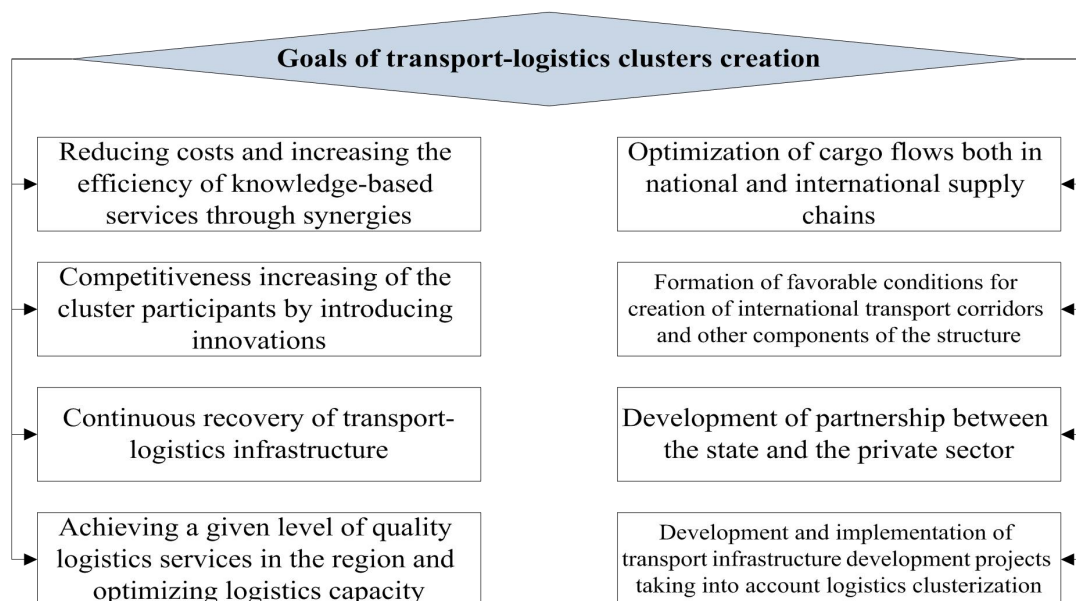 Goals of transport-logistics clusters creation
Reducing costs and increasing the
efficiency of knowledge-based
services through synergies
Competitiveness increasing of the
cluster participants by introducing
innovations
Continuous recovery of transport-
logistics infrastructure
Achieving a given level of quality
logistics services in the region and
optimizing logistics capacity
Optimization of cargo flows both in
national and international supply
chains
Formation of favorable conditions for
creation of international transport corridors
and other components of the structure
Development of partnership between
the state and the private sector
Development and implementation of
transport infrastructure development projects
taking into account logistics clusterization